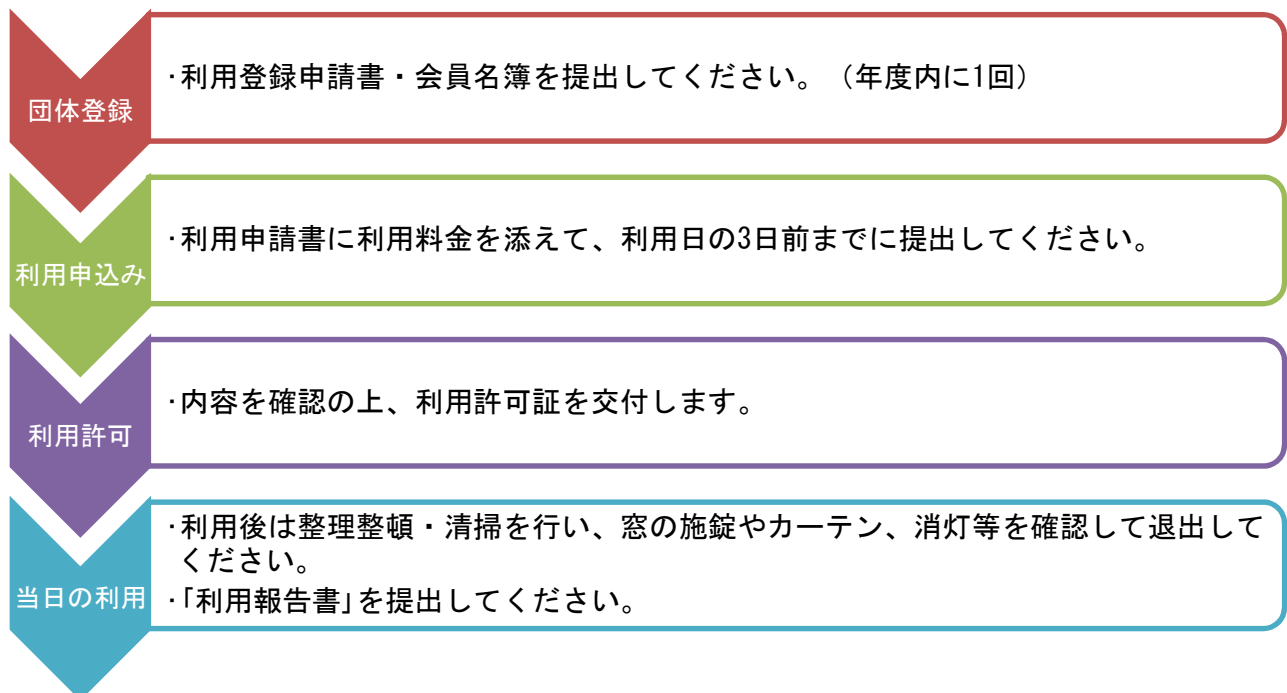 団体登録
・利用登録申請書・会員名簿を提出してください。（年度内に1回）
利用申込み
・利用申請書に利用料金を添えて、利用日の3日前までに提出してください。
利用許可
・内容を確認の上、利用許可証を交付します。
当日の利用
・利用後は整理整頓・清掃を行い、窓の施錠やカーテン、消灯等を確認して退出して
ください。
・「利用報告書」を提出してください。